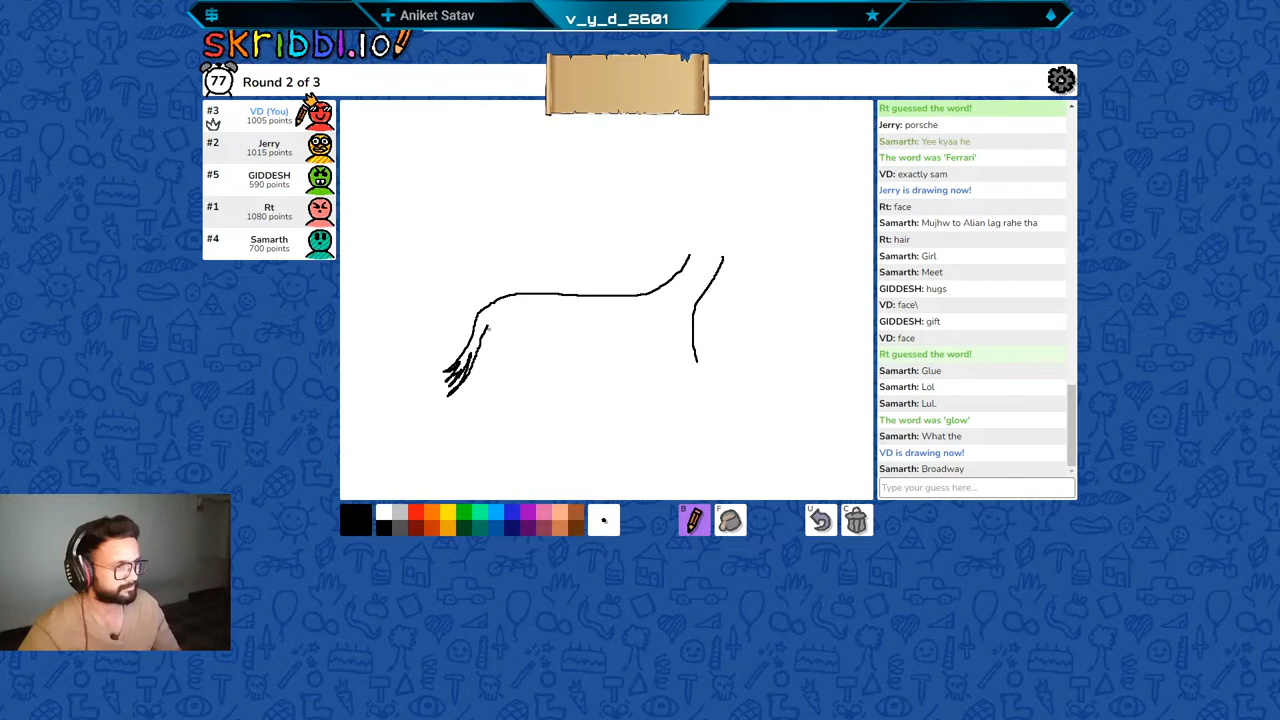 Aniket Satav
v_y_d_2601
skribbl.io
77
Round 2 of 3
#3
VD (You)
1005 points
#2
Jerry
1015 points
#5
GIDDESH
590 points
#1
Rt
1080 points
#4
Samarth
700 points
Rt guessed the word!
Jerry: porsche
Samarth: Yee kyaa he
The word was 'Ferrari'
VD: exactly sam
Jerry is drawing now!
Rt: face
Samarth: Mujhw to Alian lag rahe tha
Rt: hair
Samarth: Girl
Samarth: Meet
GIDDESH: hugs
VD: face\
GIDDESH: gift
VD: face
Rt guessed the word!
Samarth: Glue
Samarth: Lol
Samarth: Lul.
The word was 'glow'
Samarth: What the
VD is drawing now!
Samarth: Broadway
Type your guess here...
B
F
U
C